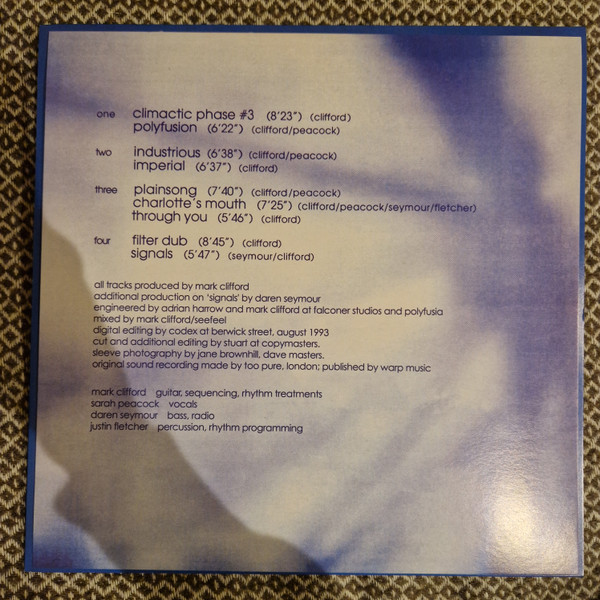 one climactic phase #3 (8'23") (clifford)
polyfusion (6'22") (clifford/peacock)
two industrious (6'38") (clifford/peacock)
imperial (6'37") (clifford)
three plainsong (7'40") (clifford/peacock)
charlotte's mouth (7'25") (clifford/peacock/seymour/fletcher)
through you (5'46") (clifford)
four filter dub (8'45") (clifford)
signals (5'47") (seymour/clifford)
all tracks produced by mark clifford
additional production on 'signals' by daren seymour
engineered by adrian harrow and mark clifford at falconer studios and polyfusia
mixed by mark clifford/seefeel
digital editing by codex at berwick street, august 1993
cut and additional editing by stuart at copymasters.
sleeve photography by jane brownhill, dave masters.
original sound recording made by too pure, london; published by warp music
mark clifford guitar, sequencing, rhythm treatments
sarah peacock vocals
daren seymour bass, radio
justin fletcher percussion, rhythm programming